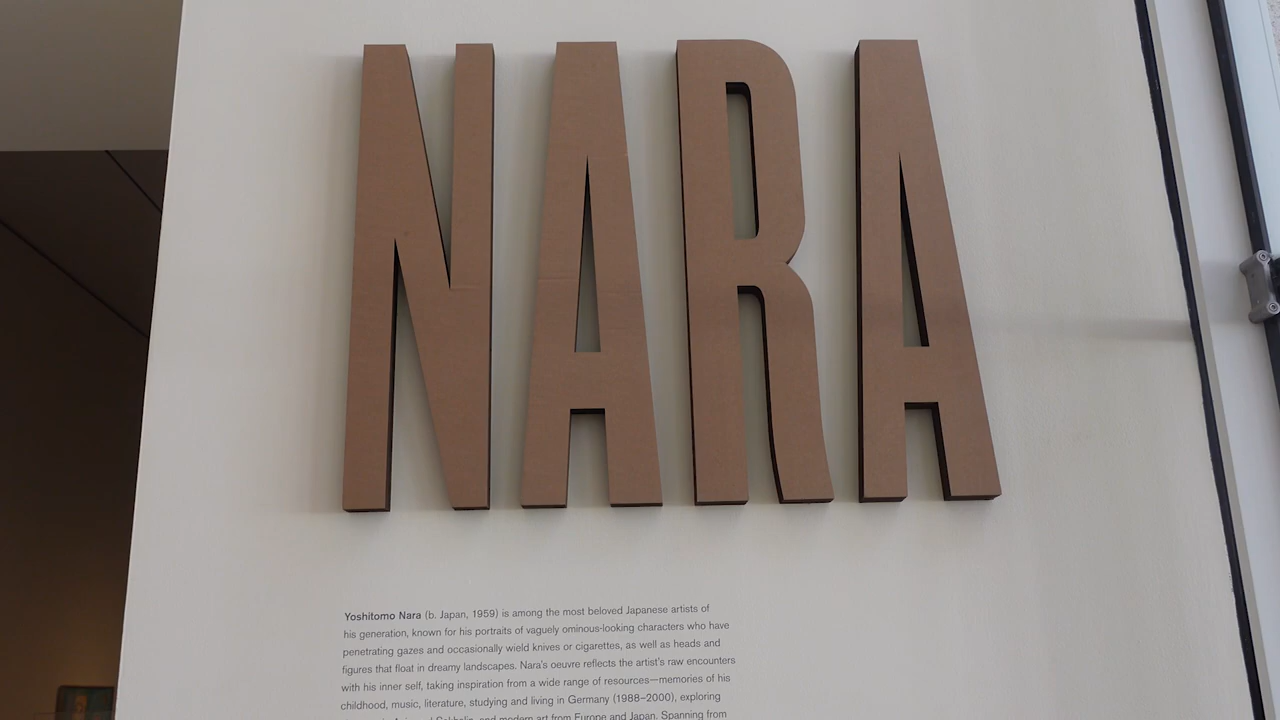 NARA
Yoshitomo Nara (b. Japan, 1959) is among the most beloved Japanese artists of
his generation, known for his portraits of vaguely ominous-looking characters who have
penetrating gazes and occasionally wield knives or cigarettes, as well as heads and
figures that float in dreamy landscapes. Nara's oeuvre reflects the artist's raw encounters
with his inner self, taking inspiration from a wide range of resources—memories of his
childhood, music, literature, studying and living in Germany (1988–2000), exploring
Sakhalin, and modern art from Europe and Japan. Spanning from